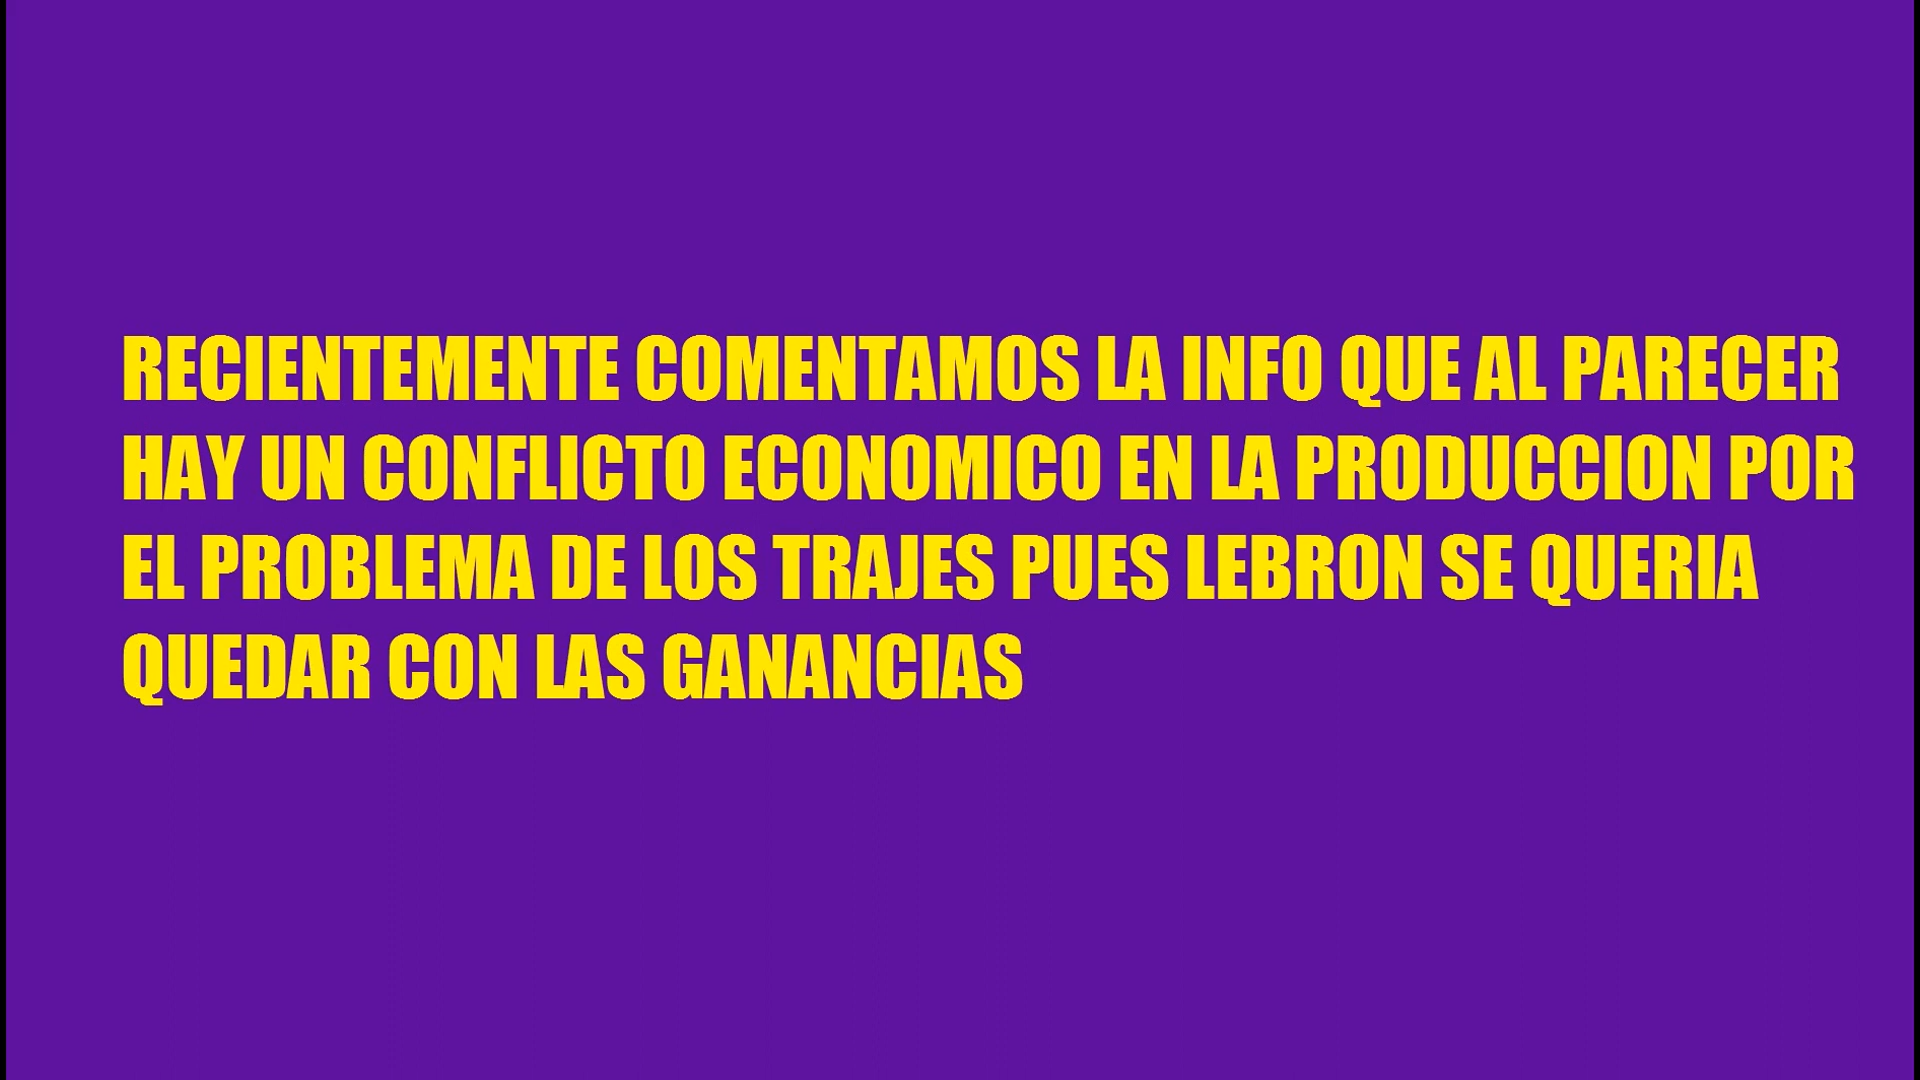 RECIENTEMENTE COMENTAMOS LA INFO QUE AL PARECER
HAY UN CONFLICTO ECONOMICO EN LA PRODUCCION POR
EL PROBLEMA DE LOS TRAJES PUES LEBRON SE QUERIA
QUEDAR CON LAS GANANCIAS